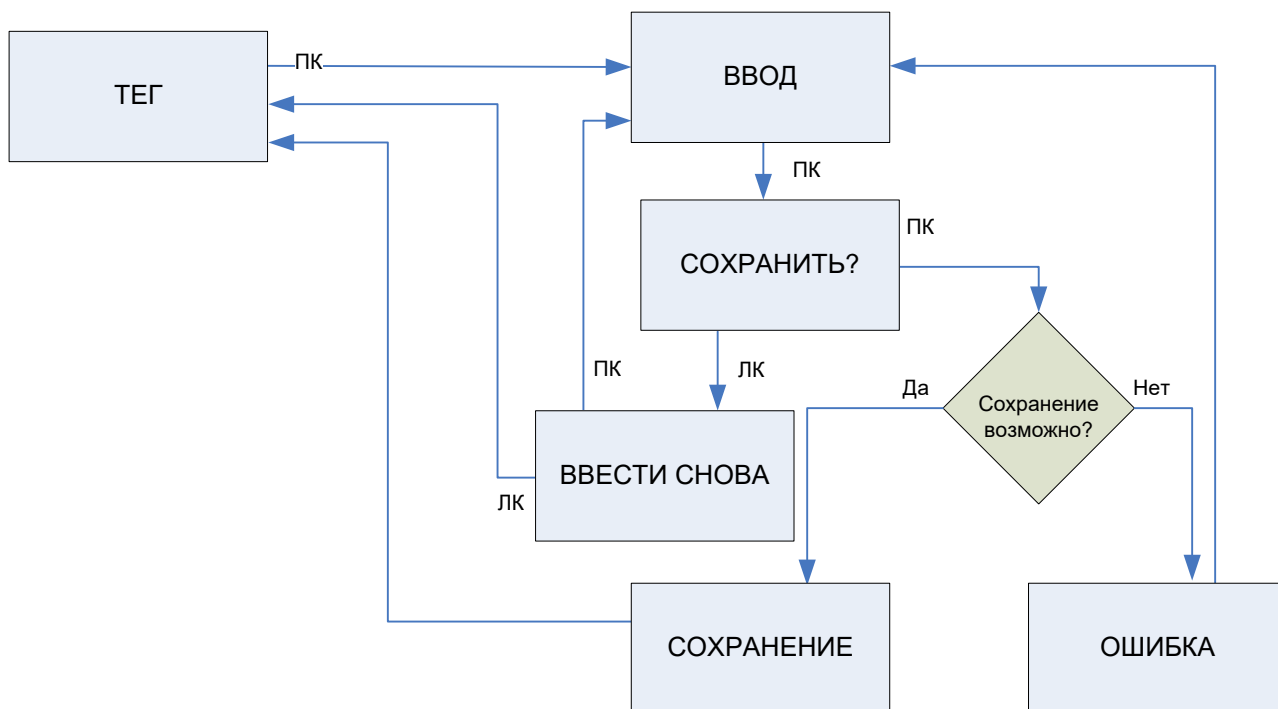 ТЕГ
ПК
ВВОД
ПК
СОХРАНИТЬ?
ПК
ПК
ЛК
Да
Сохранение
возможно?
Нет
ВВЕСТИ СНОВА
ЛК
СОХРАНЕНИЕ
ОШИБКА